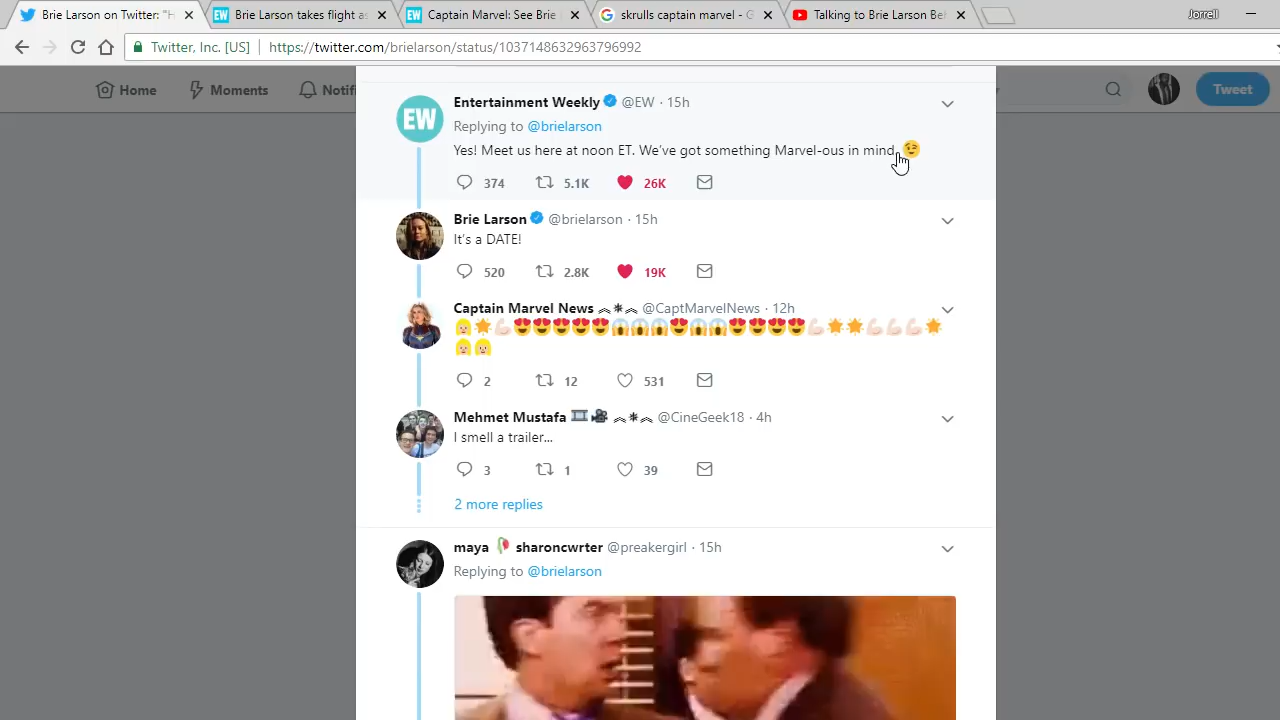 Brie Larson on Twitter: "H
Brie Larson takes flight as
Captain Marvel: See Brie
skrulls captain marvel - G
Talking to Brie Larson Beh
Jorrell
Twitter, Inc. [US]
https://twitter.com/brielarson/status/1037148632963796992
Home
Moments
Notifi
Tweet
EW
Entertainment Weekly @EW · 15h
Replying to @brielarson
Yes! Meet us here at noon ET. We've got something Marvel-ous in mind. 😉
374 5.1K 26K
Brie Larson @brielarson · 15h
It's a DATE!
520 2.8K 19K
Captain Marvel News ︽✵︽ @CaptMarvelNews · 12h
2 12 531
Mehmet Mustafa 🎞️🎥 ︽✵︽ @CineGeek18 · 4h
I smell a trailer...
3 1 39
2 more replies
maya 🥀 sharoncwrter @preakergirl · 15h
Replying to @brielarson